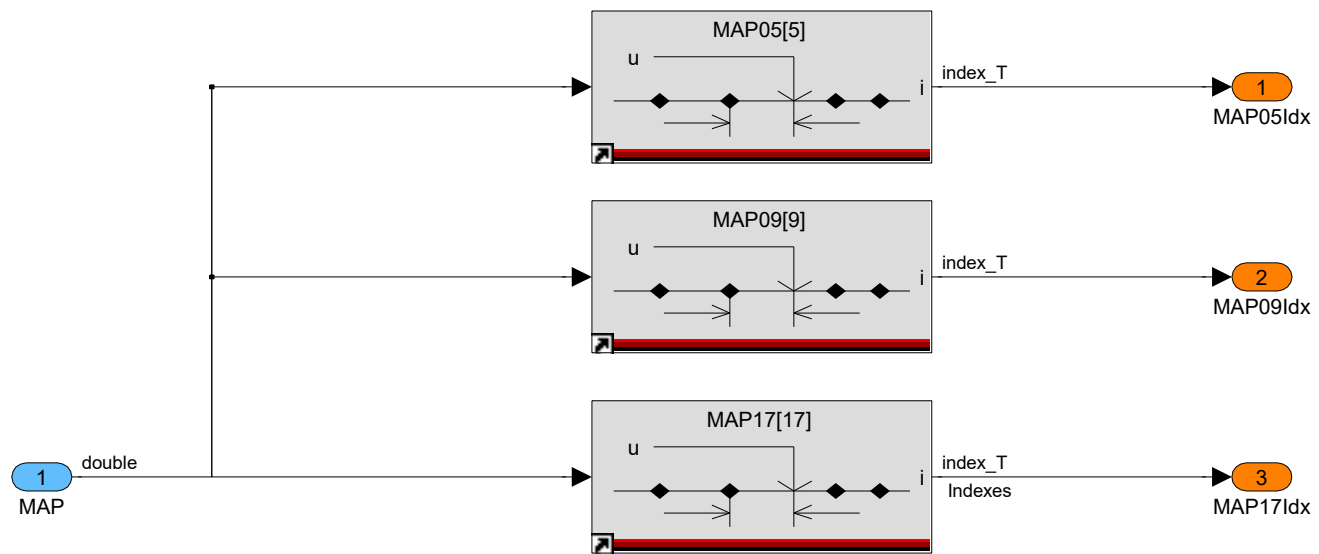 MAP05[5]
u
i
index_T
1
MAP05Idx
MAP09[9]
u
i
index_T
2
MAP09Idx
MAP17[17]
u
i
1
MAP
double
index_T
Indexes
3
MAP17Idx